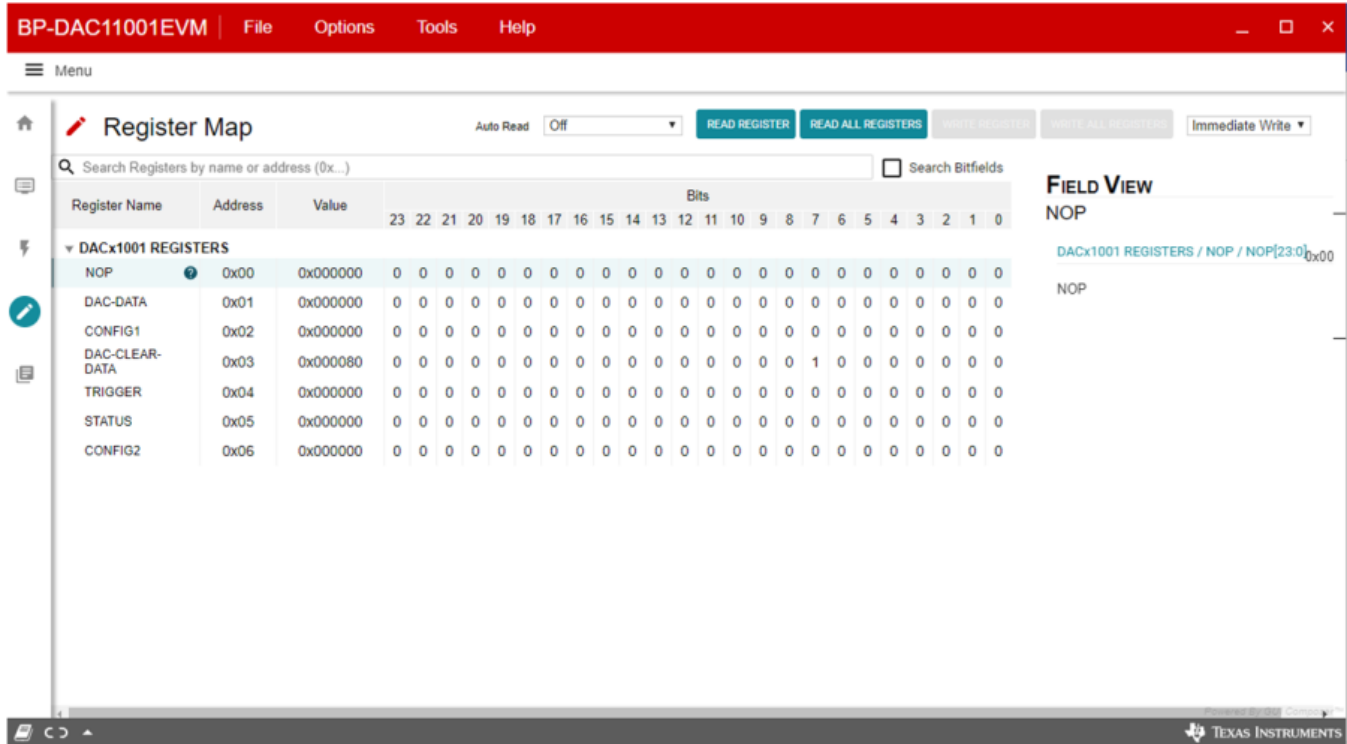 BP-DAC11001EVM File Options Tools Help
Menu
Register Map Auto Read Off READ REGISTER READ ALL REGISTERS WRITE REGISTER WRITE ALL REGISTERS Immediate Write
Search Registers by name or address (0x...) Search Bitfields
Register Name Address Value Bits
23 22 21 20 19 18 17 16 15 14 13 12 11 10 9 8 7 6 5 4 3 2 1 0
DACx1001 REGISTERS
NOP 0x00 0x000000 0 0 0 0 0 0 0 0 0 0 0 0 0 0 0 0 0 0 0 0 0 0 0 0
DAC-DATA 0x01 0x000000 0 0 0 0 0 0 0 0 0 0 0 0 0 0 0 0 0 0 0 0 0 0 0 0
CONFIG1 0x02 0x000000 0 0 0 0 0 0 0 0 0 0 0 0 0 0 0 0 0 0 0 0 0 0 0 0
DAC-CLEAR-
DATA 0x03 0x000080 0 0 0 0 0 0 0 0 0 0 0 0 0 0 0 0 1 0 0 0 0 0 0 0
TRIGGER 0x04 0x000000 0 0 0 0 0 0 0 0 0 0 0 0 0 0 0 0 0 0 0 0 0 0 0 0
STATUS 0x05 0x000000 0 0 0 0 0 0 0 0 0 0 0 0 0 0 0 0 0 0 0 0 0 0 0 0
CONFIG2 0x06 0x000000 0 0 0 0 0 0 0 0 0 0 0 0 0 0 0 0 0 0 0 0 0 0 0 0
FIELD VIEW
NOP
DACx1001 REGISTERS / NOP / NOP[23:0] 0x00
NOP
Powered By GUI Composer™
TEXAS INSTRUMENTS